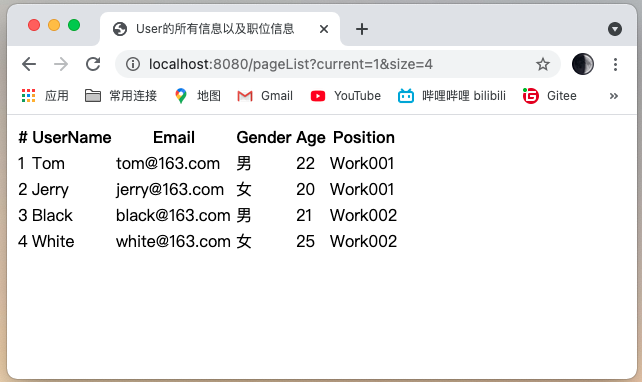 User的所有信息以及职位信息
localhost:8080/pageList?current=1&size=4
应用 常用连接 地图 Gmail YouTube 哔哩哔哩 bilibili Gitee »
# UserName Email Gender Age Position
1 Tom tom@163.com 男 22 Work001
2 Jerry jerry@163.com 女 20 Work001
3 Black black@163.com 男 21 Work002
4 White white@163.com 女 25 Work002